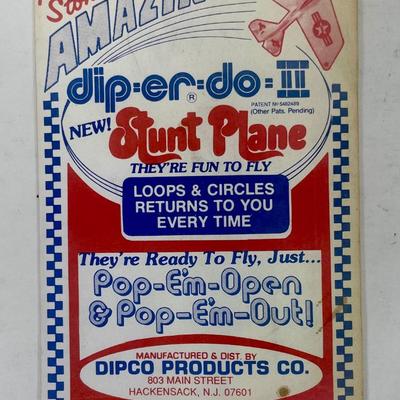 AMAZIN
dip-er-do-II
®
PATENT Nº 5482489
(Other Pats. Pending)
NEW! Stunt Plane
THEY'RE FUN TO FLY
LOOPS & CIRCLES
RETURNS TO YOU
EVERY TIME
They're Ready To Fly, Just...
Pop-Em-Open
& Pop-Em-Out!
MANUFACTURED & DIST. BY
DIPCO PRODUCTS CO.
803 MAIN STREET
HACKENSACK, N.J. 07601